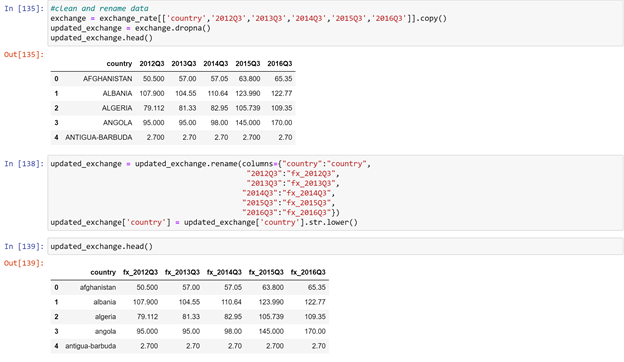 In [135]: #clean and rename data
exchange = exchange_rate[['country','2012Q3','2013Q3','2014Q3','2015Q3','2016Q3']].copy()
updated_exchange = exchange.dropna()
updated_exchange.head()
Out[135]:
country 2012Q3 2013Q3 2014Q3 2015Q3 2016Q3
0 AFGHANISTAN 50.500 57.00 57.05 63.800 65.35
1 ALBANIA 107.900 104.55 110.64 123.990 122.77
2 ALGERIA 79.112 81.33 82.95 105.739 109.35
3 ANGOLA 95.000 95.00 98.00 145.000 170.00
4 ANTIGUA-BARBUDA 2.700 2.70 2.70 2.700 2.70
In [138]: updated_exchange = updated_exchange.rename(columns={"country":"country",
"2012Q3":"fx_2012Q3",
"2013Q3":"fx_2013Q3",
"2014Q3":"fx_2014Q3",
"2015Q3":"fx_2015Q3",
"2016Q3":"fx_2016Q3"})
updated_exchange['country'] = updated_exchange['country'].str.lower()
In [139]: updated_exchange.head()
Out[139]:
country fx_2012Q3 fx_2013Q3 fx_2014Q3 fx_2015Q3 fx_2016Q3
0 afghanistan 50.500 57.00 57.05 63.800 65.35
1 albania 107.900 104.55 110.64 123.990 122.77
2 algeria 79.112 81.33 82.95 105.739 109.35
3 angola 95.000 95.00 98.00 145.000 170.00
4 antigua-barbuda 2.700 2.70 2.70 2.700 2.70